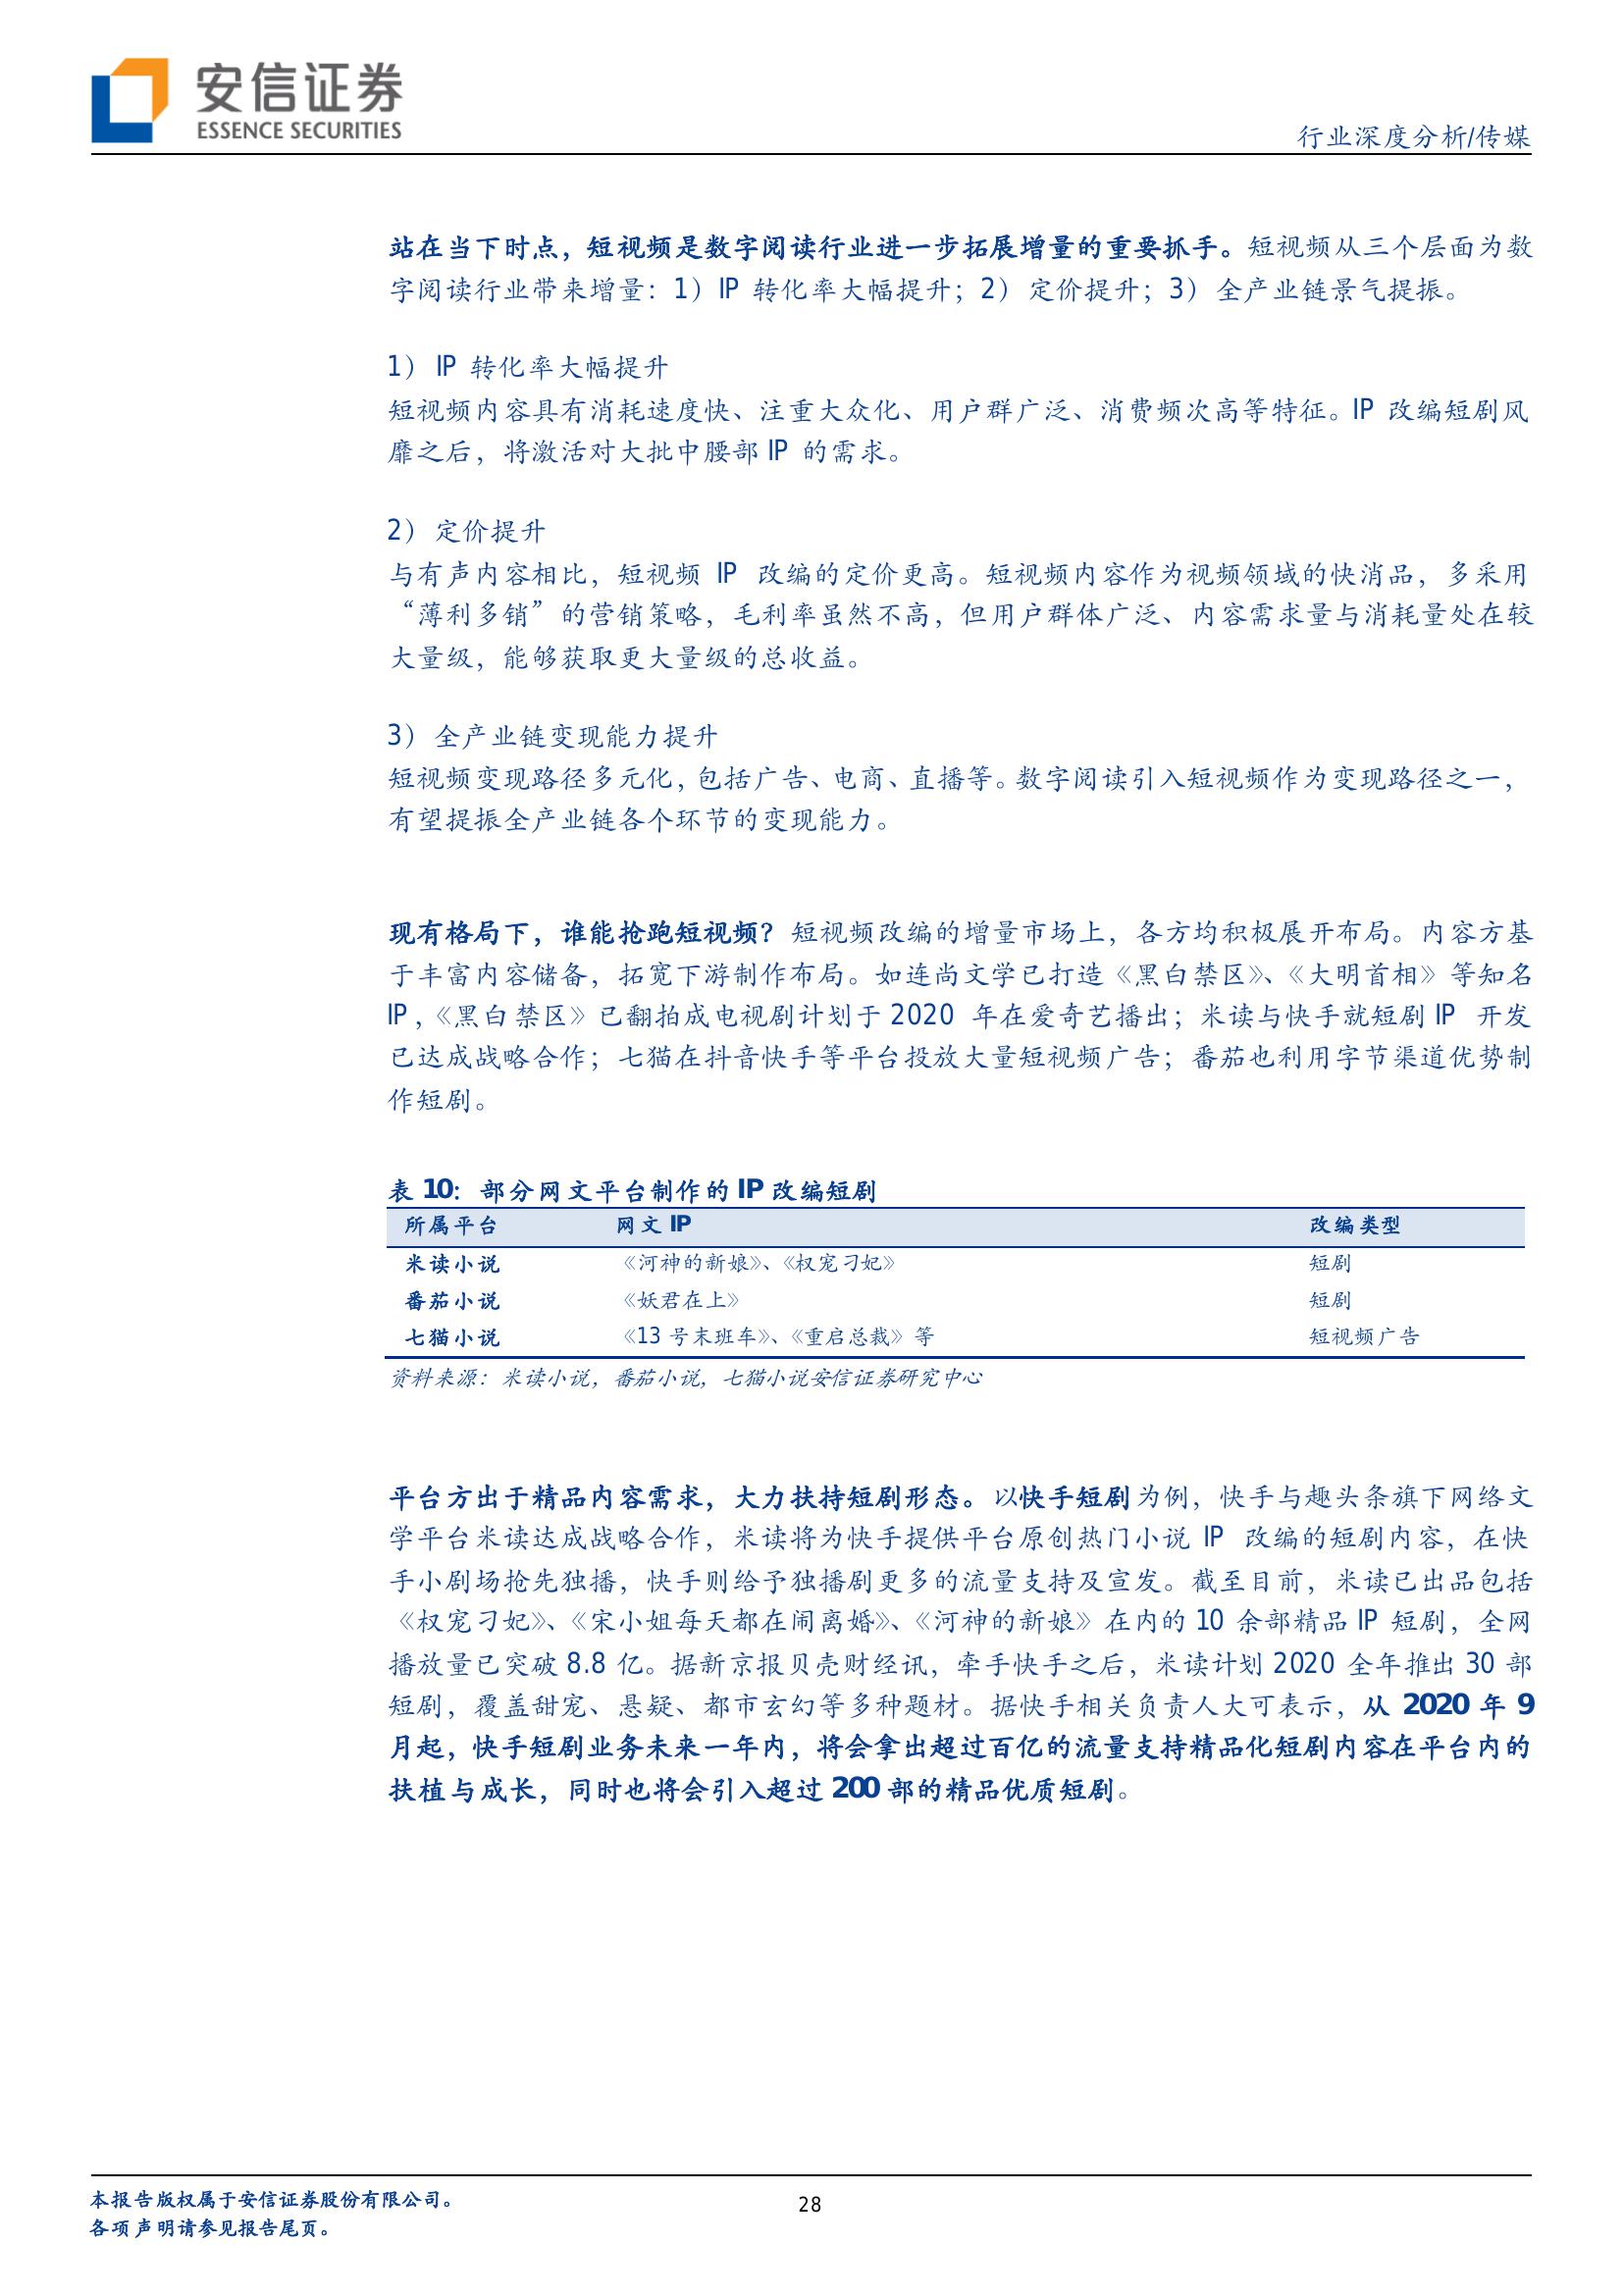 安信证券
ESSENCE SECURITIES
行业深度分析/传媒
站在当下时点，短视频是数字阅读行业进一步拓展增量的重要抓手。短视频从三个层面为数
字阅读行业带来增量：1）IP 转化率大幅提升；2）定价提升；3）全产业链景气提振。
1） IP 转化率大幅提升
短视频内容具有消耗速度快、注重大众化、用户群广泛、消费频次高等特征。IP 改编短剧风
靡之后，将激活对大批中腰部 IP 的需求。
2） 定价提升
与有声内容相比，短视频 IP 改编的定价更高。短视频内容作为视频领域的快消品，多采用
“薄利多销”的营销策略，毛利率虽然不高，但用户群体广泛、内容需求量与消耗量处在较
大量级，能够获取更大量级的总收益。
3） 全产业链变现能力提升
短视频变现路径多元化，包括广告、电商、直播等。数字阅读引入短视频作为变现路径之一，
有望提振全产业链各个环节的变现能力。
现有格局下，谁能抢跑短视频？短视频改编的增量市场上，各方均积极展开布局。内容方基
于丰富内容储备，拓宽下游制作布局。如连尚文学已打造《黑白禁区》、《大明首相》等知名
IP，《黑白禁区》已翻拍成电视剧计划于 2020 年在爱奇艺播出；米读与快手就短剧 IP 开发
已达成战略合作；七猫在抖音快手等平台投放大量短视频广告；番茄也利用字节渠道优势制
作短剧。
表 10：部分网文平台制作的 IP 改编短剧
所属平台 网文 IP 改编类型
米读小说 《河神的新娘》、《权宠刁妃》 短剧
番茄小说 《妖君在上》 短剧
七猫小说 《13 号末班车》、《重启总裁》等 短视频广告
资料来源：米读小说，番茄小说，七猫小说安信证券研究中心
平台方出于精品内容需求，大力扶持短剧形态。以快手短剧为例，快手与趣头条旗下网络文
学平台米读达成战略合作，米读将为快手提供平台原创热门小说 IP 改编的短剧内容，在快
手小剧场抢先独播，快手则给予独播剧更多的流量支持及宣发。截至目前，米读已出品包括
《权宠刁妃》、《宋小姐每天都在闹离婚》、《河神的新娘》在内的 10 余部精品 IP 短剧，全网
播放量已突破 8.8 亿。据新京报贝壳财经讯，牵手快手之后，米读计划 2020 全年推出 30 部
短剧，覆盖甜宠、悬疑、都市玄幻等多种题材。据快手相关负责人大可表示，从 2020 年 9
月起，快手短剧业务未来一年内，将会拿出超过百亿的流量支持精品化短剧内容在平台内的
扶植与成长，同时也将会引入超过 200 部的精品优质短剧。
本报告版权属于安信证券股份有限公司。
28
各项声明请参见报告尾页。